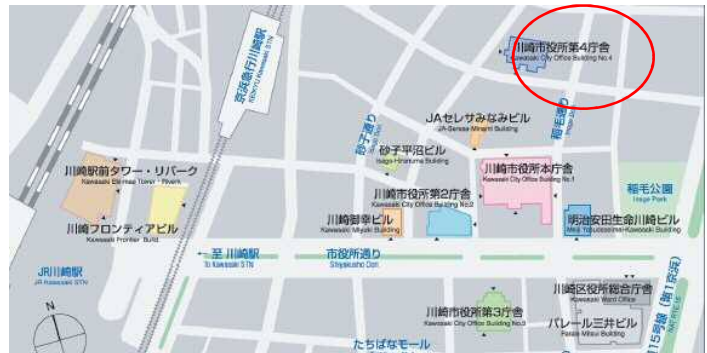 川崎市役所第4庁舎
Kawasaki City Office Building No.4
京浜急行川崎駅
KEIKYU Kawasaki STN
砂子通り
稲毛通り
JAセレサみなみビル
JA-Seresa Minami Building
砂子平沼ビル
Isago-Hiranuma Building
川崎駅前タワー・リパーク
川崎市役所本庁舎
Kawasaki City Office Building No.1
稲毛公園
Inage Park
川崎市役所第2庁舎
Kawasaki City Office Building No.2
川崎御幸ビル
Kawasaki Miyuki Building
明治安田生命川崎ビル
川崎フロンティアビル
Kawasaki Frontier Build.
← 至 川崎駅
To Kawasaki STN
市役所通り
Shiyakusho Dori.
JR川崎駅
JR Kawasaki STN
川崎区役所総合庁舎
Kawasaki Ward Office
川崎市役所第3庁舎
Kawasaki City Office Building No.3
パレール三井ビル
Parale-Mitsui Building
15号線(第1京浜)
たちばなモール
N